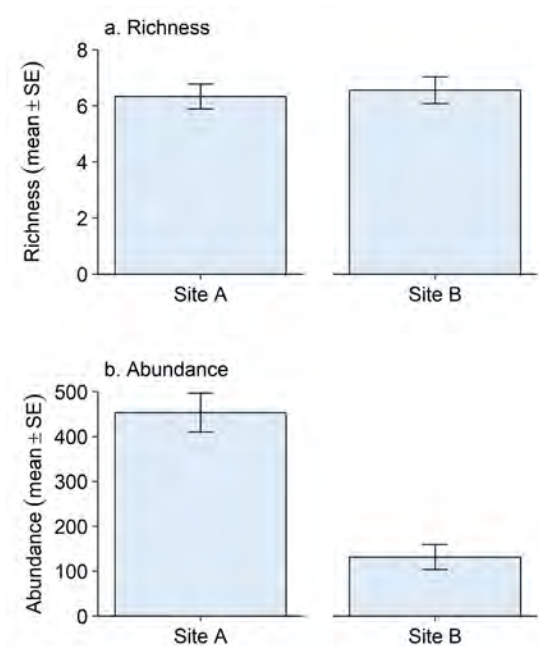 a. Richness
Richness (mean ± SE)
8
6
4
2
0
Site A
Site B
b. Abundance
Abundance (mean ± SE)
500
400
300
200
100
0
Site A
Site B